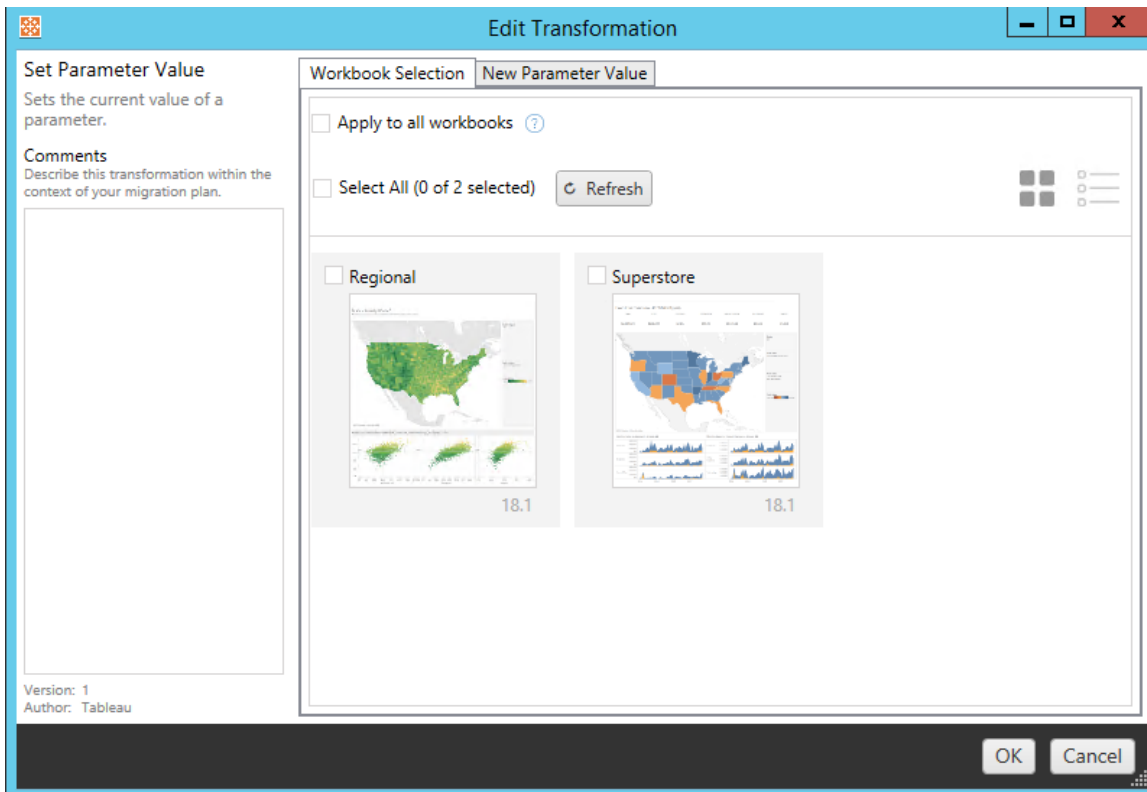 Edit Transformation
Set Parameter Value
Sets the current value of a
parameter.
Comments
Describe this transformation within the
context of your migration plan.
Version: 1
Author: Tableau
Workbook Selection
New Parameter Value
Apply to all workbooks ?
Select All (0 of 2 selected)
Refresh
Regional
Superstore
18.1
18.1
OK
Cancel